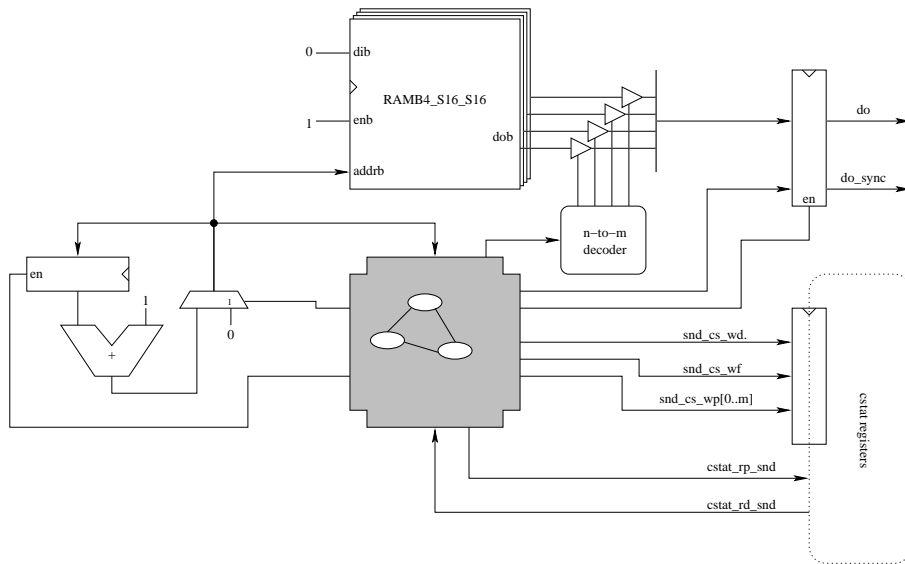 0
dib
RAMB4_S16_S16
1
enb
dob
addrb
do
do_sync
en
n-to-m
decoder
en
1
1
0
+
snd_cs_wd.
snd_cs_wf
snd_cs_wp[0..m]
cstat registers
cstat_rp_snd
cstat_rd_snd